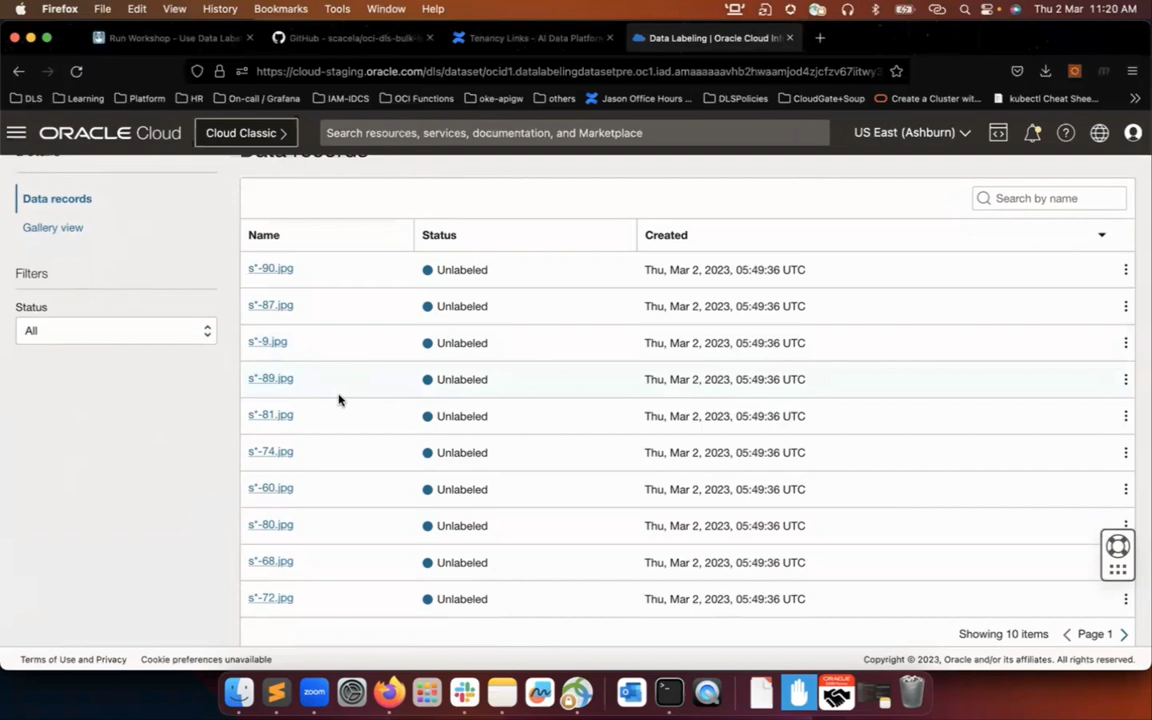 Firefox File Edit View History Bookmarks Tools Window Help Thu 2 Mar 11:20 AM
Run Workshop - Use Data Labe
GitHub – scacela/oci-dls-bulk-
Tenancy Links - AI Data Platfor
Data Labeling | Oracle Cloud In
https://cloud-staging.oracle.com/dls/dataset/ocid1.datalabelingdatasetpre.oc1.iad.amaaaaaavhb2hwaamjod4zjcfzv67iitwy3
DLS Learning Platform HR On-call / Grafana IAM-IDCS OCI Functions oke-apigw others Jason Office Hours ... DLSPolicies CloudGate+Soup Create a Cluster wit... kubectl Cheat Shee...
ORACLE Cloud Cloud Classic Search resources, services, documentation, and Marketplace US East (Ashburn)
Data records
Data records
Gallery view
Filters
Status
All
Search by name
Name Status Created
s*-90.jpg Unlabeled Thu, Mar 2, 2023, 05:49:36 UTC
s*-87.jpg Unlabeled Thu, Mar 2, 2023, 05:49:36 UTC
s*-9.jpg Unlabeled Thu, Mar 2, 2023, 05:49:36 UTC
s*-89.jpg Unlabeled Thu, Mar 2, 2023, 05:49:36 UTC
s*-81.jpg Unlabeled Thu, Mar 2, 2023, 05:49:36 UTC
s*-74.jpg Unlabeled Thu, Mar 2, 2023, 05:49:36 UTC
s*-60.jpg Unlabeled Thu, Mar 2, 2023, 05:49:36 UTC
s*-80.jpg Unlabeled Thu, Mar 2, 2023, 05:49:36 UTC
s*-68.jpg Unlabeled Thu, Mar 2, 2023, 05:49:36 UTC
s*-72.jpg Unlabeled Thu, Mar 2, 2023, 05:49:36 UTC
Showing 10 items Page 1
Terms of Use and Privacy Cookie preferences unavailable Copyright © 2023, Oracle and/or its affiliates. All rights reserved.
zoom
ORACLE